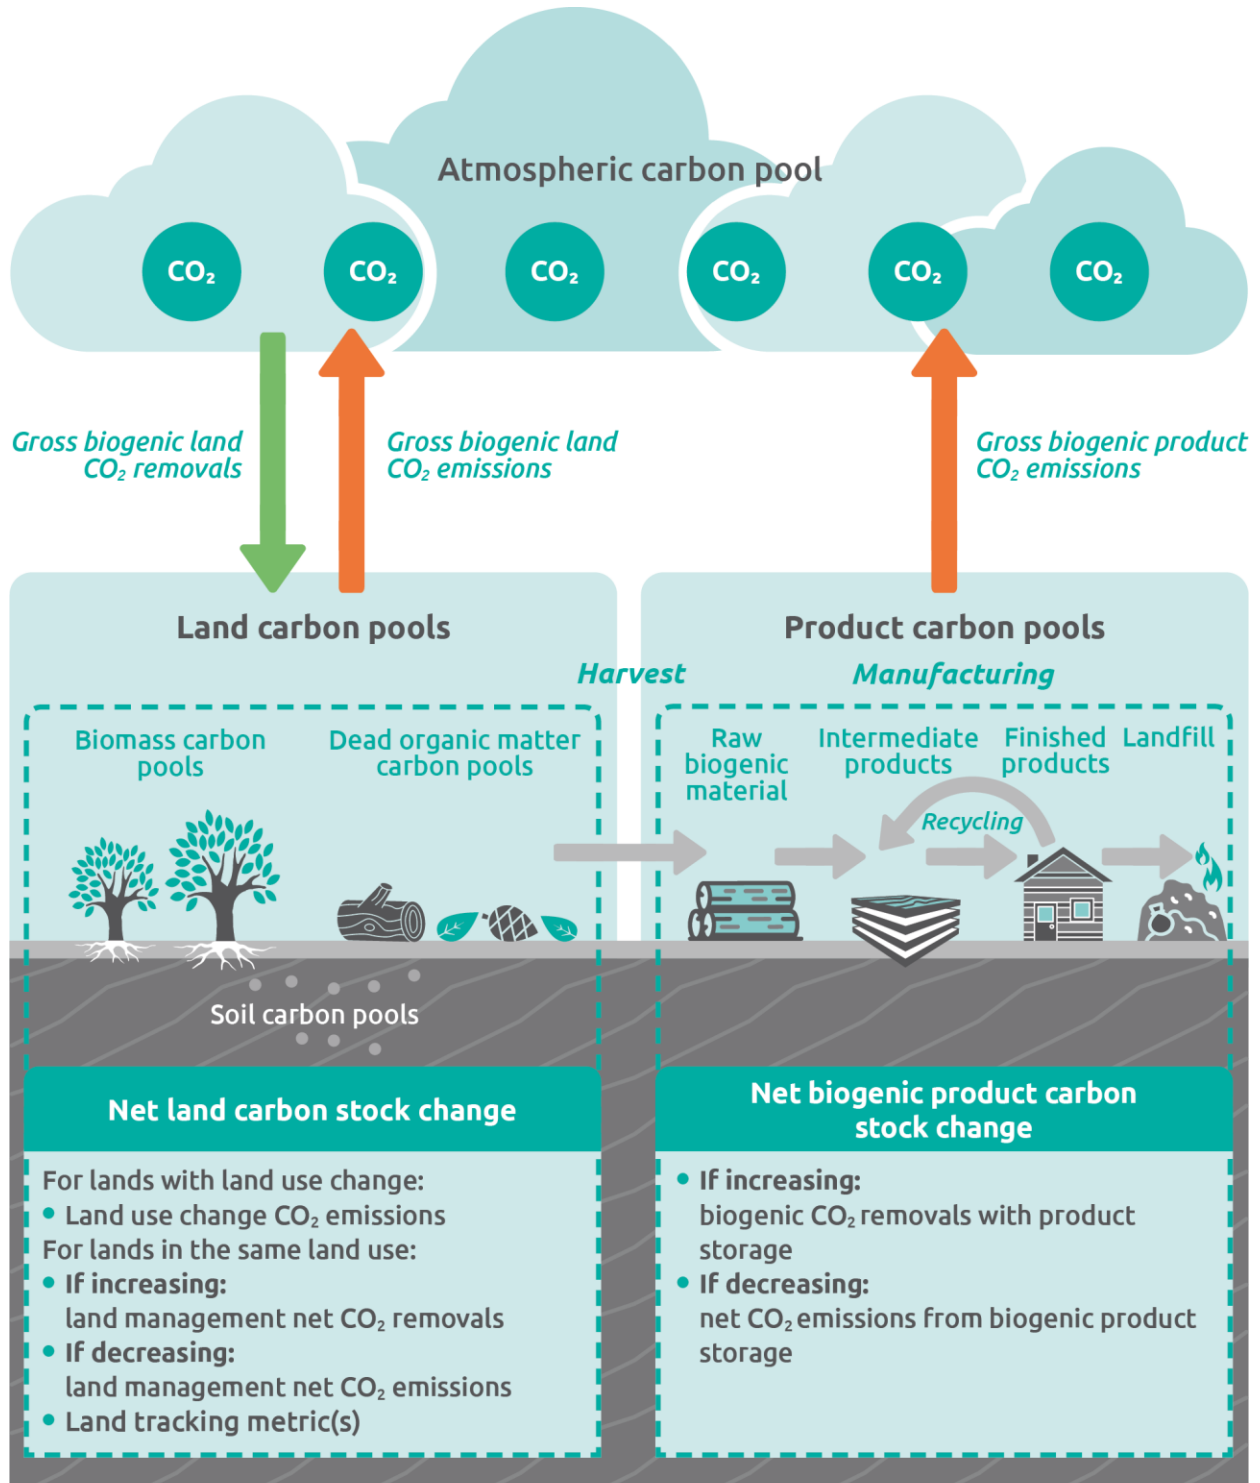 Atmospheric carbon pool
CO₂
CO₂
CO₂
CO₂
CO₂
CO₂
Gross biogenic land
CO₂ removals
Gross biogenic land
CO₂ emissions
Gross biogenic product
CO₂ emissions
Land carbon pools
Product carbon pools
Harvest
Manufacturing
Biomass carbon
pools
Dead organic matter
carbon pools
Raw
biogenic
material
Intermediate
products
Finished
products
Landfill
Recycling
Soil carbon pools
Net land carbon stock change
For lands with land use change:
• Land use change CO₂ emissions
For lands in the same land use:
• If increasing:
land management net CO₂ removals
• If decreasing:
land management net CO₂ emissions
• Land tracking metric(s)
Net biogenic product carbon
stock change
• If increasing:
biogenic CO₂ removals with product
storage
• If decreasing:
net CO₂ emissions from biogenic product
storage